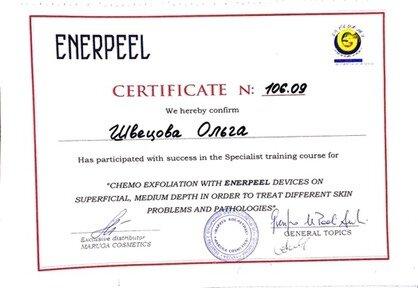 ENERPEEL
CERTIFICATE N: 106.09
We hereby confirm
Швецова Ольга
Has participated with success in the Specialist training course for
"CHEMO EXFOLIATION WITH ENERPEEL DEVICES ON
SUPERFICIAL, MEDIUM DEPTH IN ORDER TO TREAT DIFFERENT SKIN
PROBLEMS AND PATHOLOGIES"
Exclusive distributor
MARUGA COSMETICS
GENERAL TOPICS